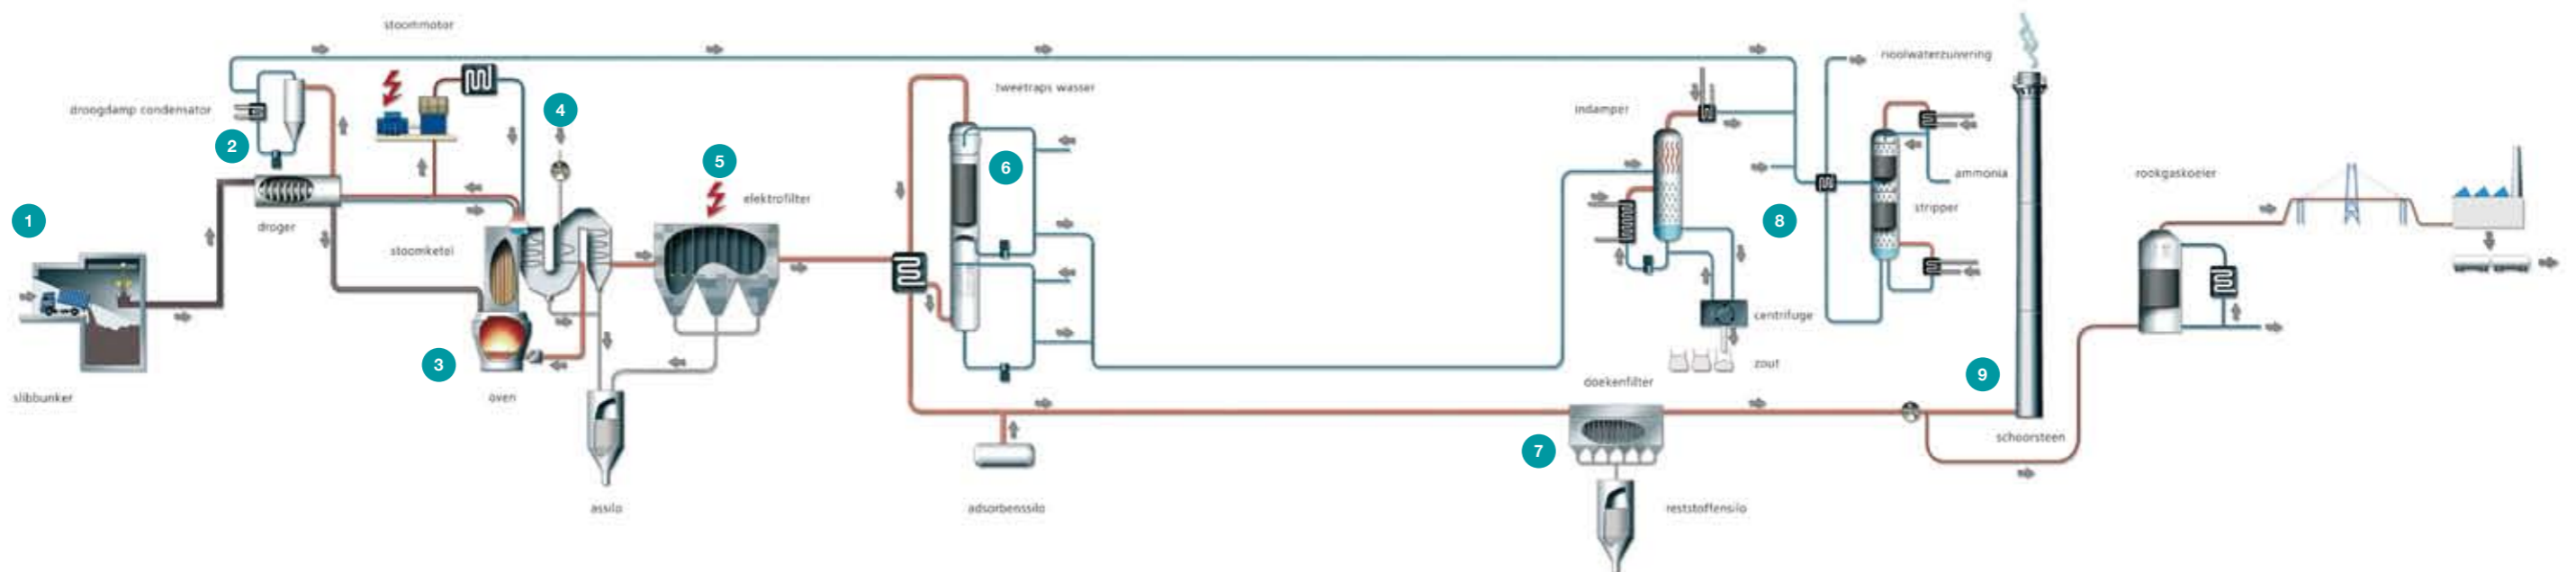 stoommotor
droogdamp condensator
2
droger
1
slibbunker
stoomketel
3
oven
4
5
elektrofilter
assilo
tweetraps wasser
6
adsorbenssilo
indamper
centrifuge
zout
doekenfilter
7
reststoffensilo
rioolwaterzuivering
ammonia
8
stripper
9
schoorsteen
rookgaskoeler